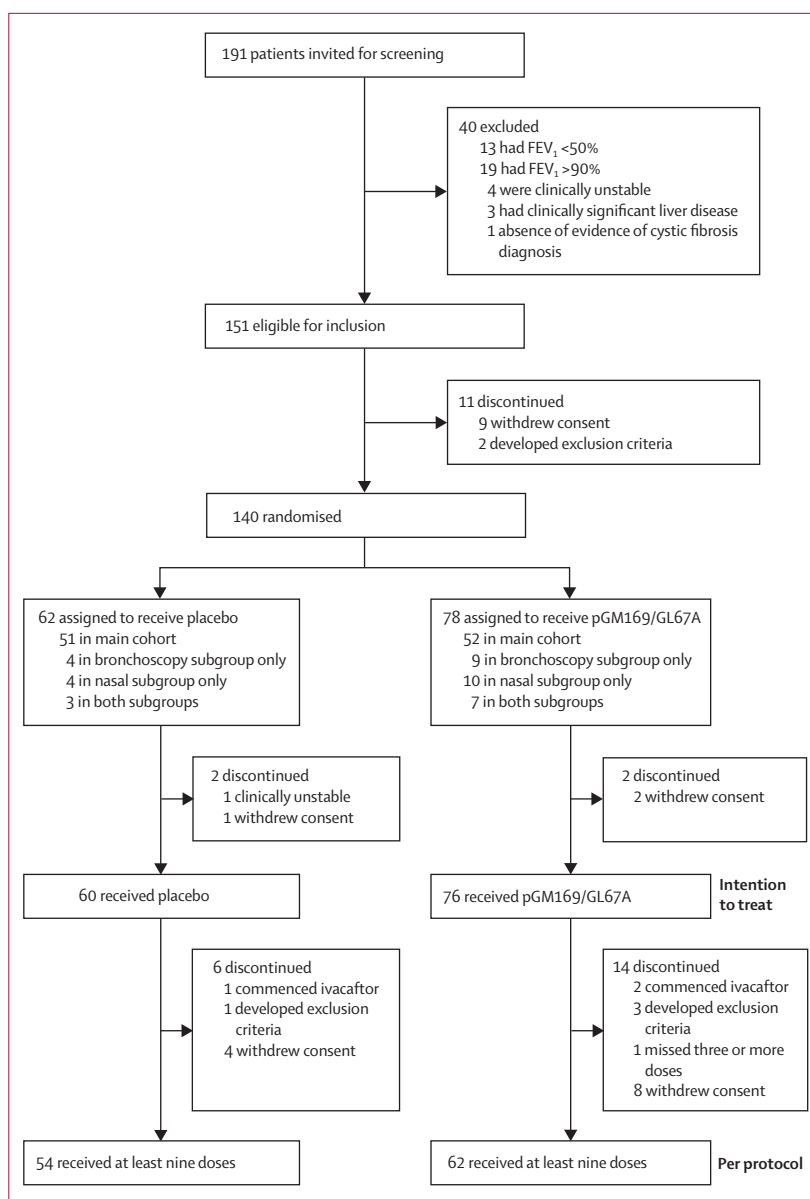 191 patients invited for screening
40 excluded
13 had FEV₁ <50%
19 had FEV₁ >90%
4 were clinically unstable
3 had clinically significant liver disease
1 absence of evidence of cystic fibrosis
diagnosis
151 eligible for inclusion
11 discontinued
9 withdrew consent
2 developed exclusion criteria
140 randomised
62 assigned to receive placebo
51 in main cohort
4 in bronchoscopy subgroup only
4 in nasal subgroup only
3 in both subgroups
78 assigned to receive pGM169/GL67A
52 in main cohort
9 in bronchoscopy subgroup only
10 in nasal subgroup only
7 in both subgroups
2 discontinued
1 clinically unstable
1 withdrew consent
2 discontinued
2 withdrew consent
60 received placebo
76 received pGM169/GL67A
Intention
to treat
6 discontinued
1 commenced ivacaftor
1 developed exclusion
criteria
4 withdrew consent
14 discontinued
2 commenced ivacaftor
3 developed exclusion
criteria
1 missed three or more
doses
8 withdrew consent
54 received at least nine doses
62 received at least nine doses
Per protocol